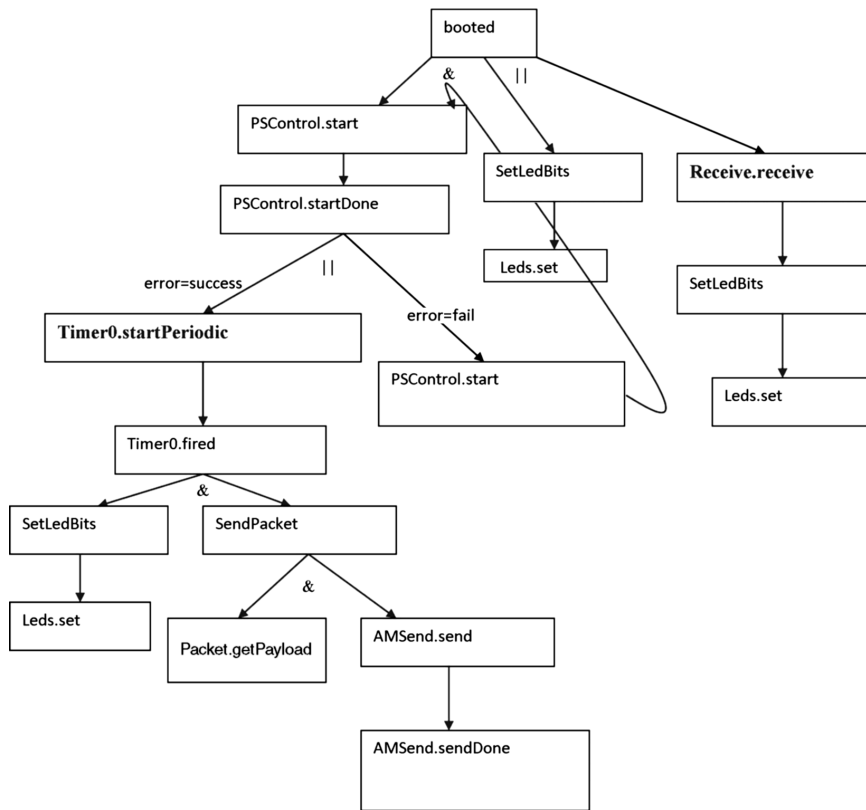 booted
&
||
PSControl.start
SetLedBits
Receive.receive
PSControl.startDone
Leds.set
SetLedBits
error=success
||
error=fail
Timer0.startPeriodic
PSControl.start
Leds.set
Timer0.fired
&
SetLedBits
SendPacket
&
Leds.set
Packet.getPayload
AMSend.send
AMSend.sendDone